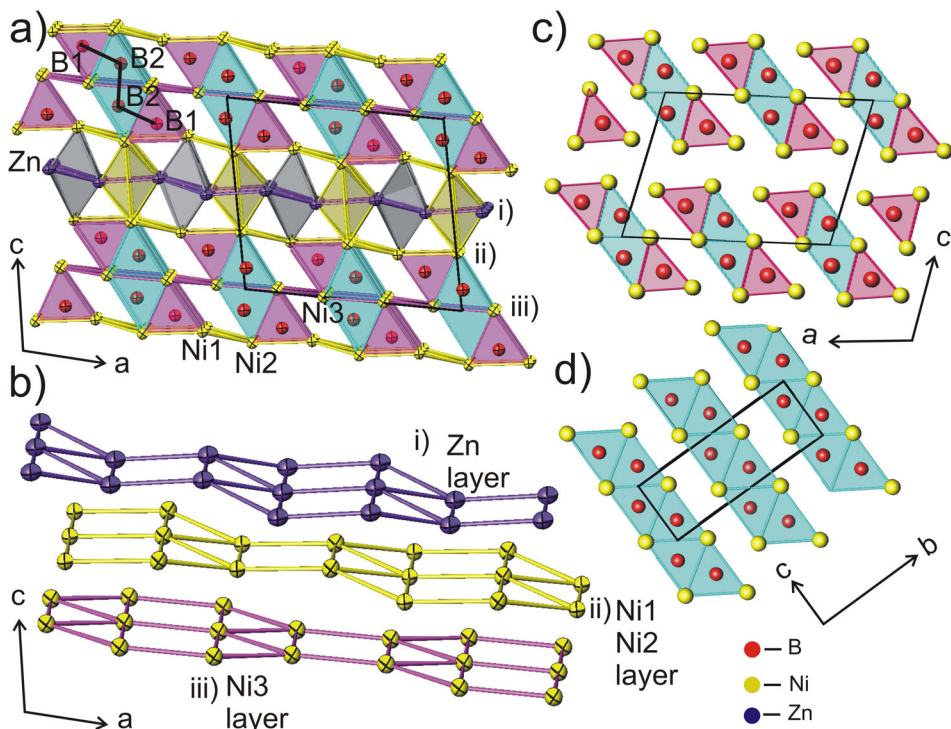 a)
B1
B2
B2
B1
Zn
i)
ii)
iii)
Ni3
Ni1
Ni2
c
a
b)
i) Zn
layer
ii) Ni1
Ni2
layer
iii) Ni3
layer
c
a
c)
c
a
d)
c
b
B
Ni
Zn